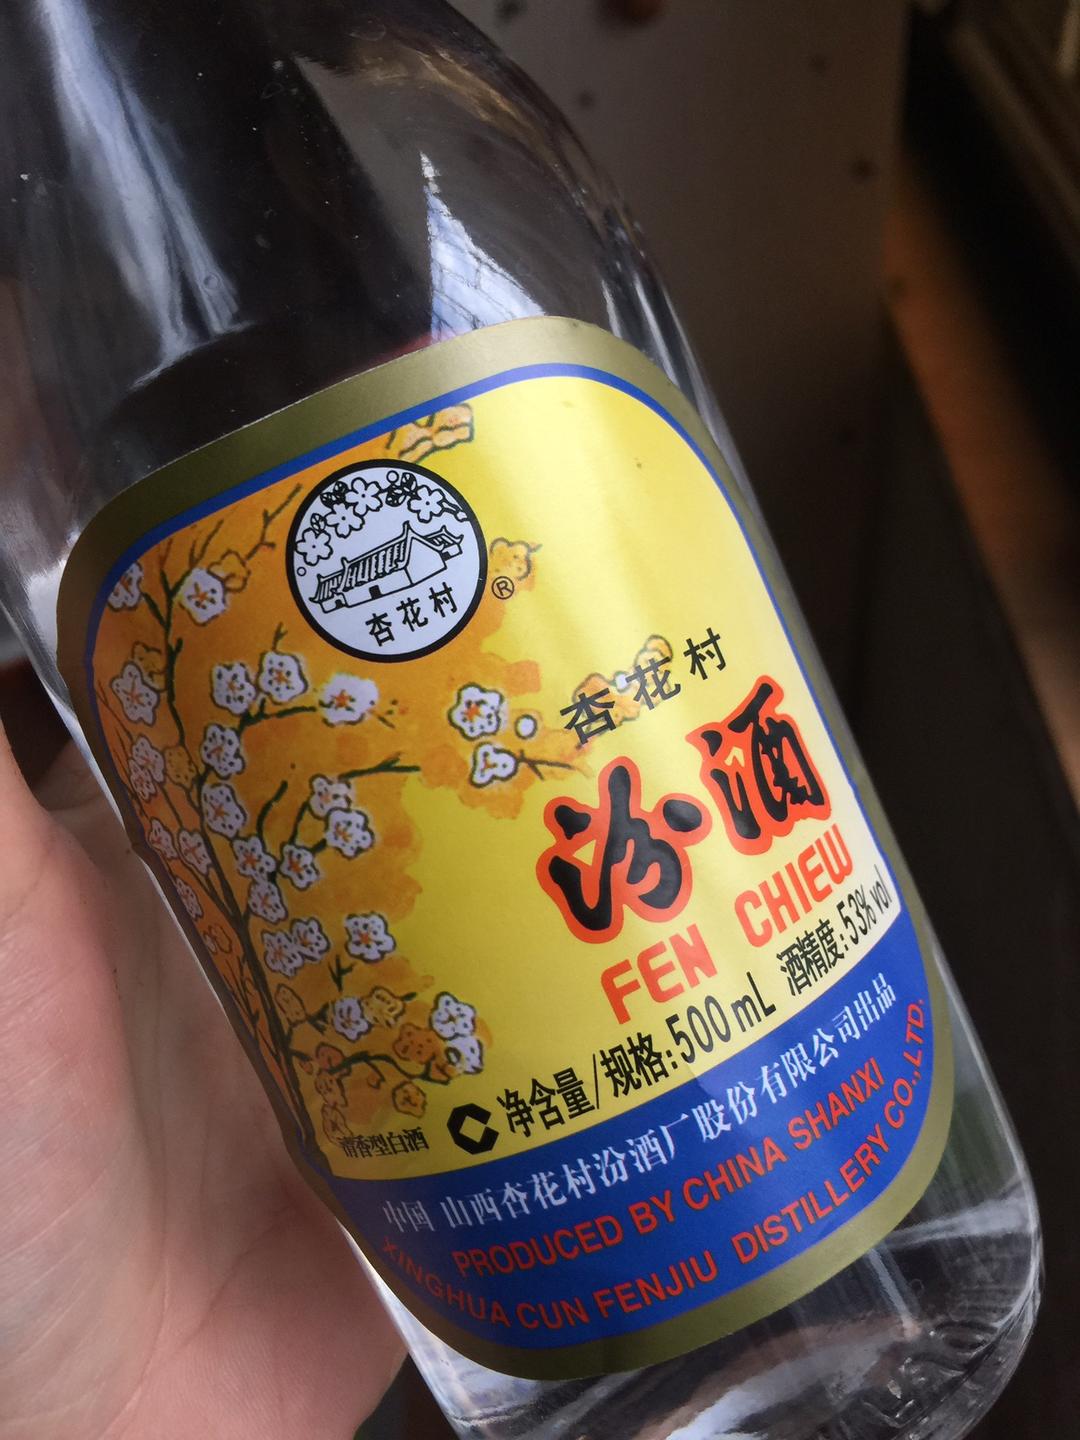 杏花村
®
杏花村
汾酒
FEN CHIEW
净含量/规格:500mL 酒精度:53%vol
清香型白酒
中国 山西杏花村汾酒厂股份有限公司出品
PRODUCED BY CHINA SHANXI
XINGHUA CUN FENJIU DISTILLERY CO.,LTD.